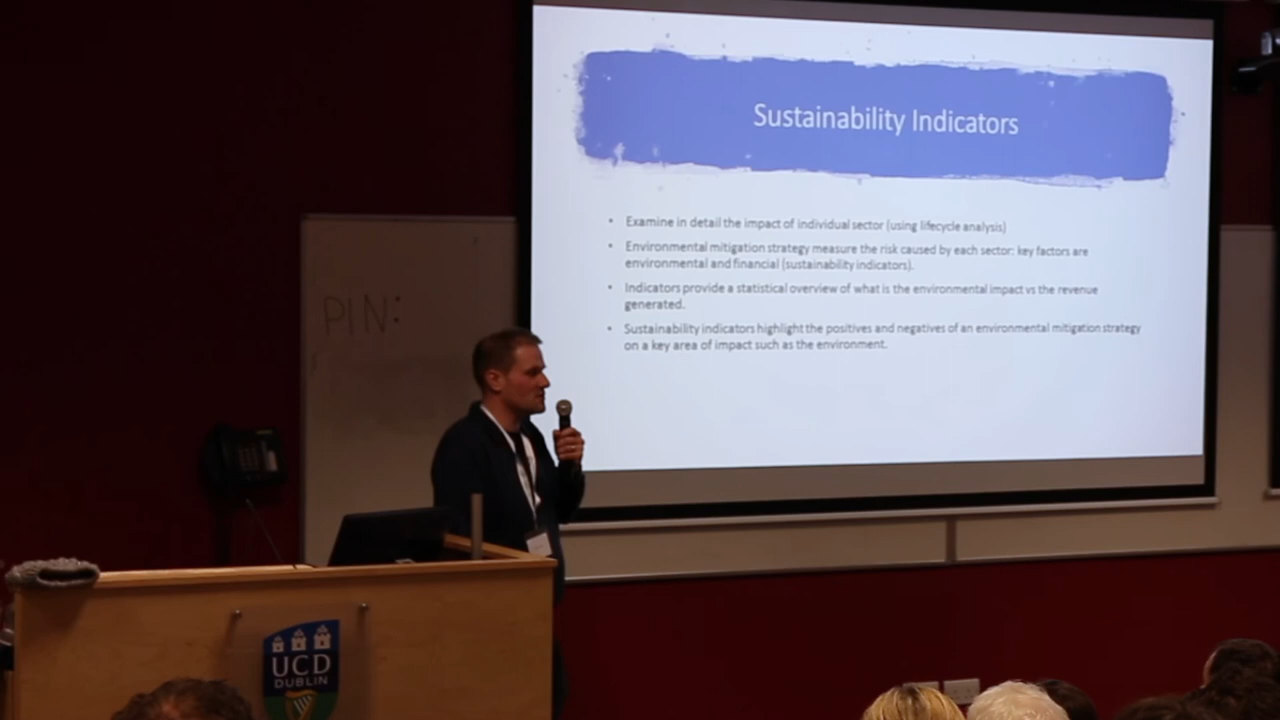 Sustainability Indicators
• Examine in detail the impact of individual sector (using lifecycle analysis)
• Environmental mitigation strategy measure the risk caused by each sector: key factors are
environmental and financial (sustainability indicators).
• Indicators provide a statistical overview of what is the environmental impact vs the revenue
generated.
• Sustainability indicators highlight the positives and negatives of an environmental mitigation strategy
on a key area of impact such as the environment.
PIN:
UCD
DUBLIN